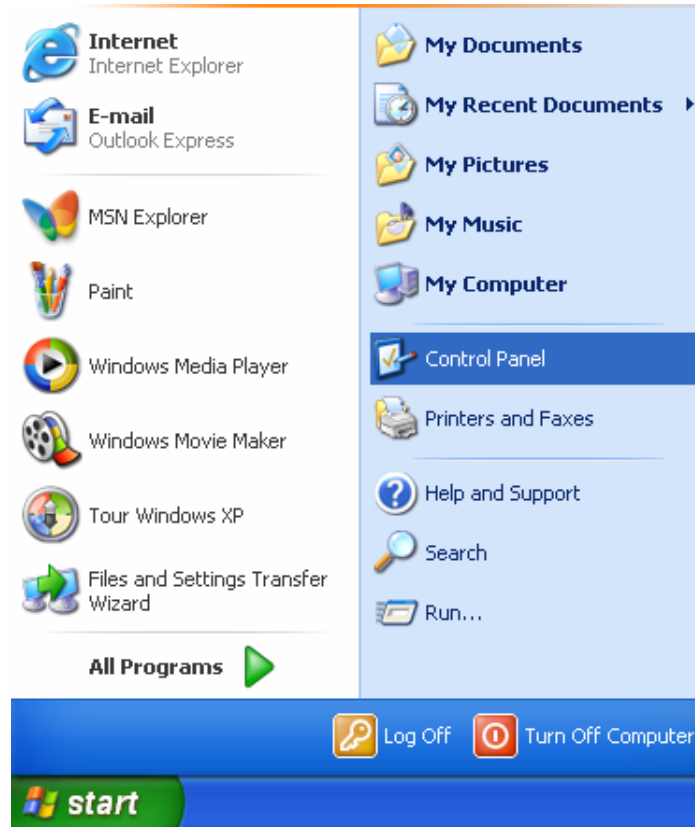 Internet
Internet Explorer
E-mail
Outlook Express
MSN Explorer
Paint
Windows Media Player
Windows Movie Maker
Tour Windows XP
Files and Settings Transfer
Wizard
All Programs
My Documents
My Recent Documents
My Pictures
My Music
My Computer
Control Panel
Printers and Faxes
Help and Support
Search
Run...
Log Off
Turn Off Computer
start